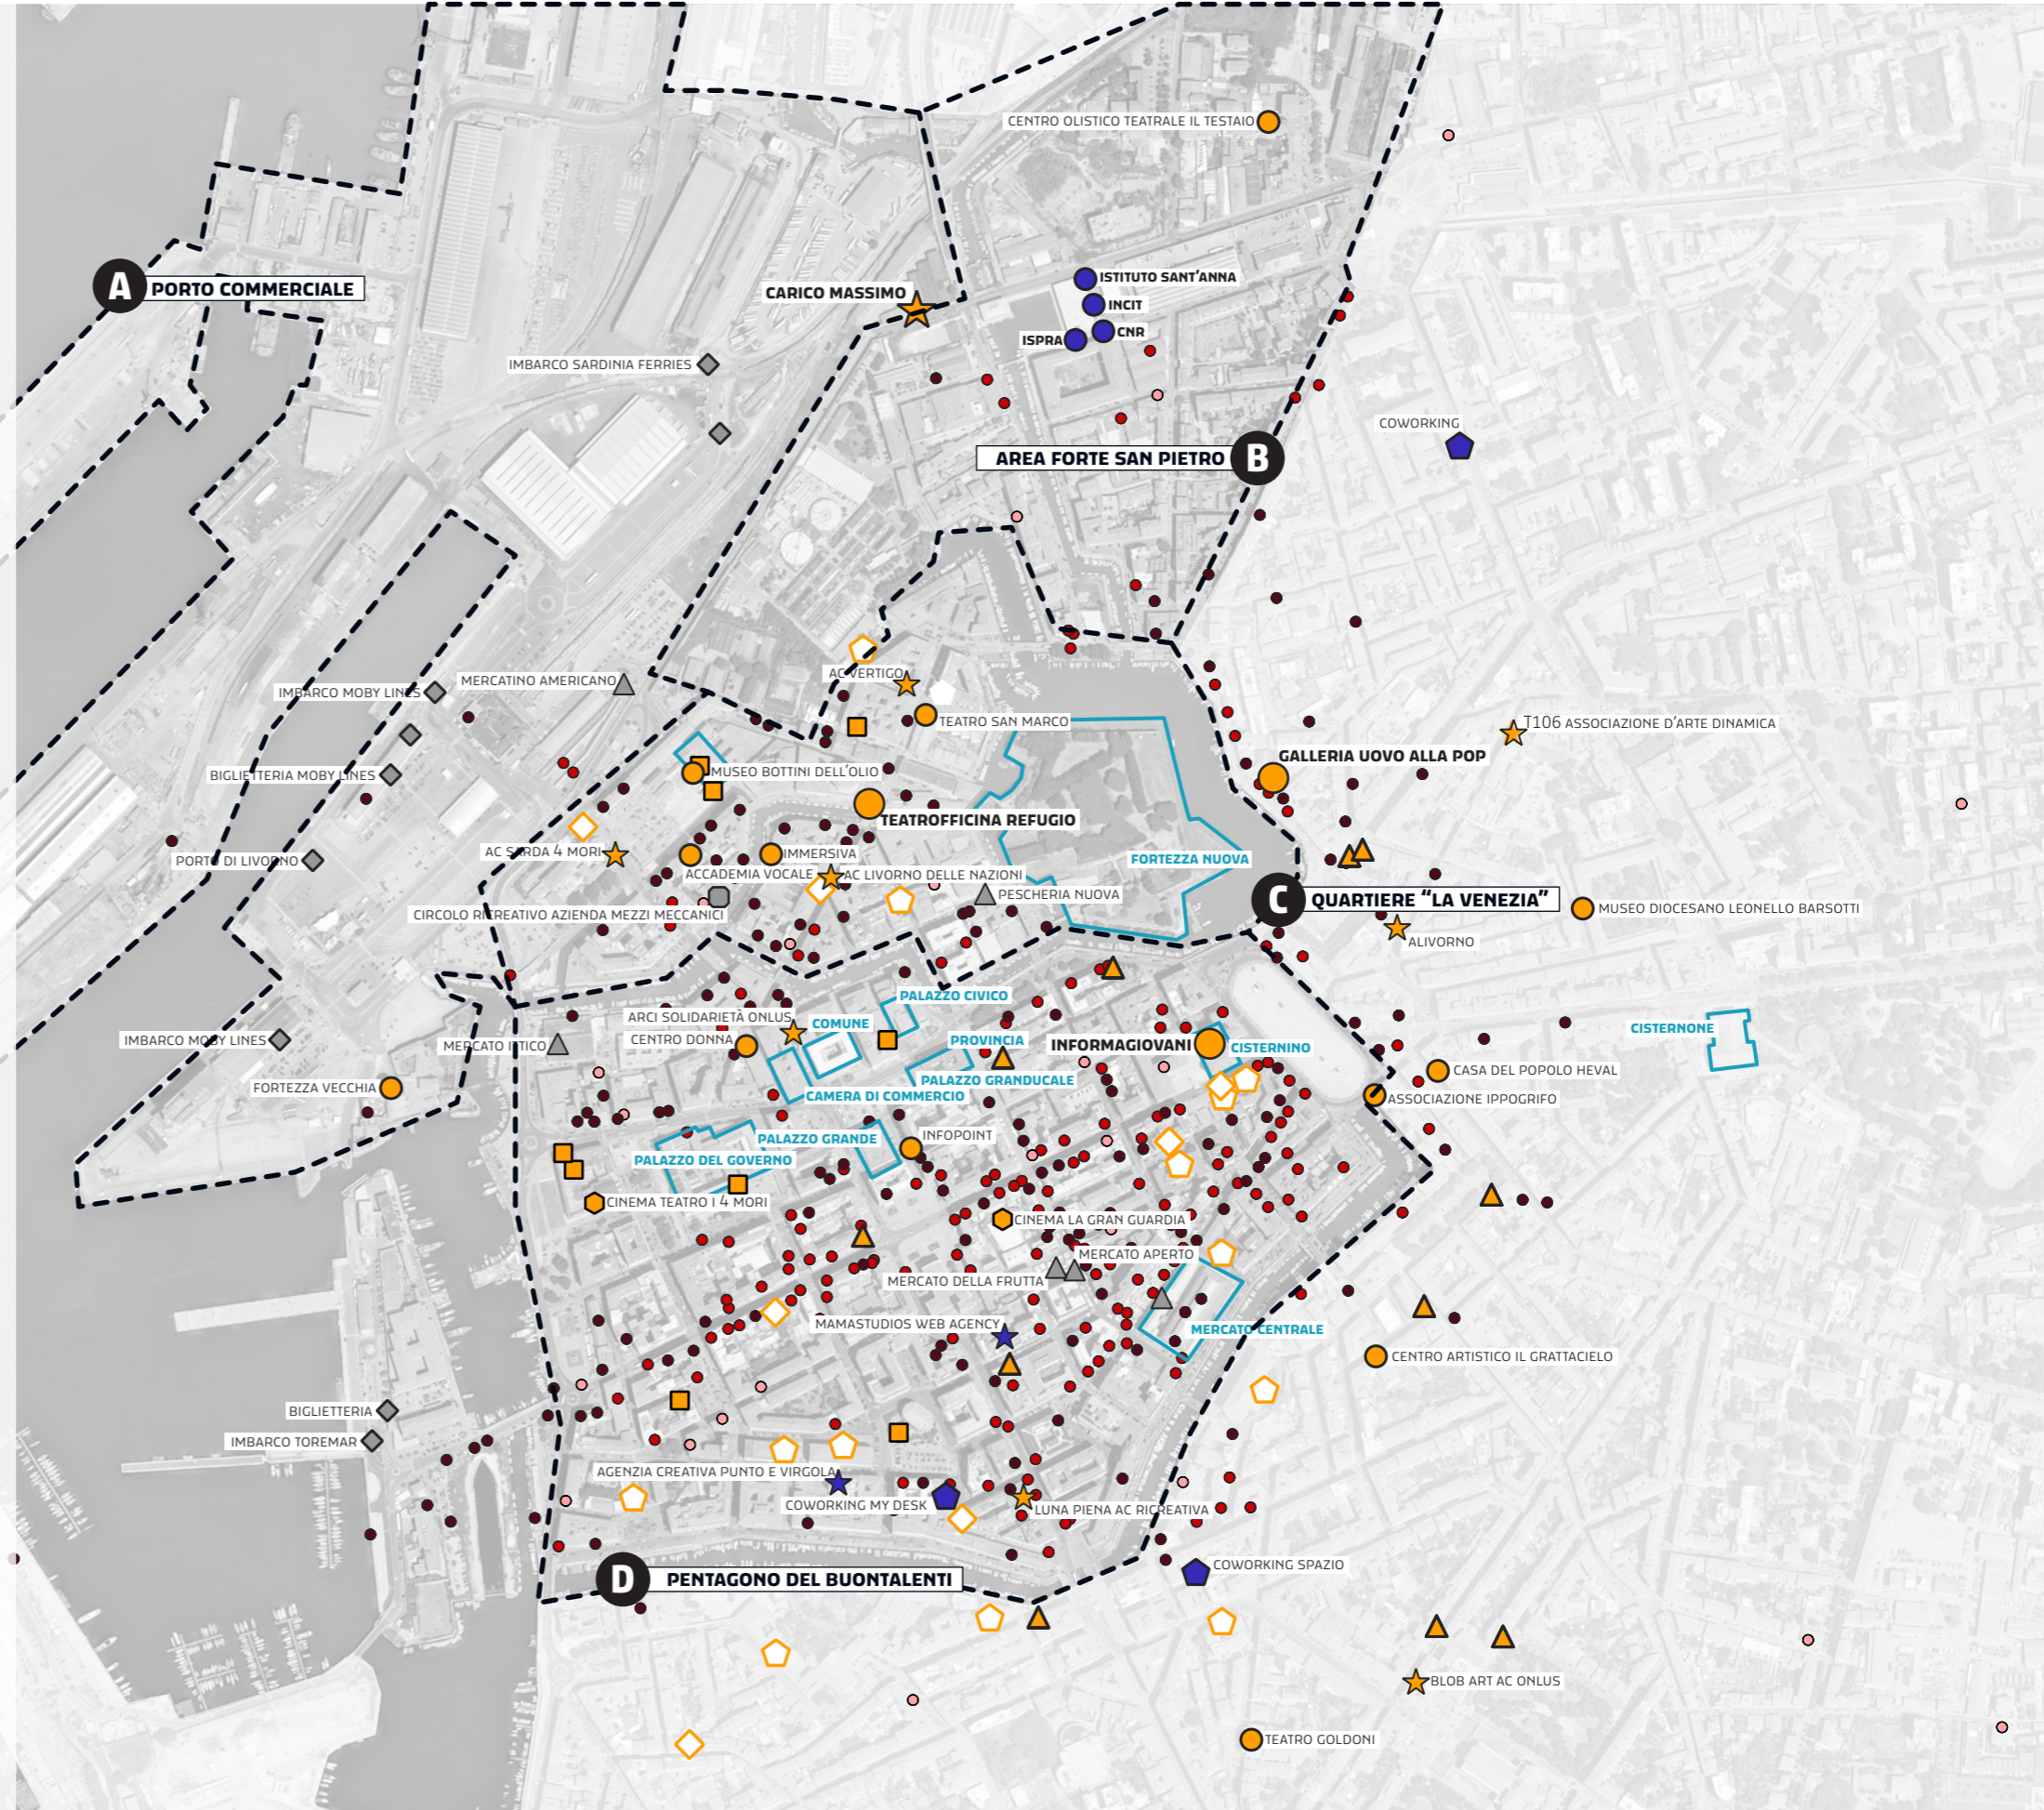 CENTRO OLISTICO TEATRALE IL TESTAIO
ISTITUTO SANT'ANNA
A PORTO COMMERCIALE
CARICO MASSIMO
INCIT
CNR
ISPRA
IMBARCO SARDINIA FERRIES
COWORKING
AREA FORTE SAN PIETRO B
AC VERTIGO
MERCATINO AMERICANO
IMBARCO MOBY LINES
TEATRO SAN MARCO
T106 ASSOCIAZIONE D'ARTE DINAMICA
GALLERIA UOVO ALLA POP
MUSEO BOTTINI DELL'OLIO
BIGLIETTERIA MOBY LINES
TEATROFFICINA REFUGIO
AC SARDA 4 MORI
IMMERSIVA
PORTO DI LIVORNO
FORTEZZA NUOVA
ACCADEMIA VOCALE
AC LIVORNO DELLE NAZIONI
PESCHERIA NUOVA
C QUARTIERE “LA VENEZIA”
MUSEO DIOCESANO LEONELLO BARSOTTI
CIRCOLO RICREATIVO AZIENDA MEZZI MECCANICI
ALIVORNO
PALAZZO CIVICO
ARCI SOLIDARIETÀ ONLUS
COMUNE
CISTERNONE
IMBARCO MOBY LINES
MERCATO ITTICO
CENTRO DONNA
PROVINCIA
INFORMAGIOVANI
CISTERNINO
CASA DEL POPOLO HEVAL
PALAZZO GRANDUCALE
FORTEZZA VECCHIA
CAMERA DI COMMERCIO
ASSOCIAZIONE IPPOGRIFO
PALAZZO GRANDE
INFOPOINT
PALAZZO DEL GOVERNO
CINEMA TEATRO I 4 MORI
CINEMA LA GRAN GUARDIA
MERCATO APERTO
MERCATO DELLA FRUTTA
MAMASTUDIOS WEB AGENCY
MERCATO CENTRALE
CENTRO ARTISTICO IL GRATTACIELO
BIGLIETTERIA
IMBARCO TOREMAR
AGENZIA CREATIVA PUNTO E VIRGOLA
COWORKING MY DESK
LUNA PIENA AC RICREATIVA
COWORKING SPAZIO
D PENTAGONO DEL BUONTALENTI
BLOB ART AC ONLUS
TEATRO GOLDONI